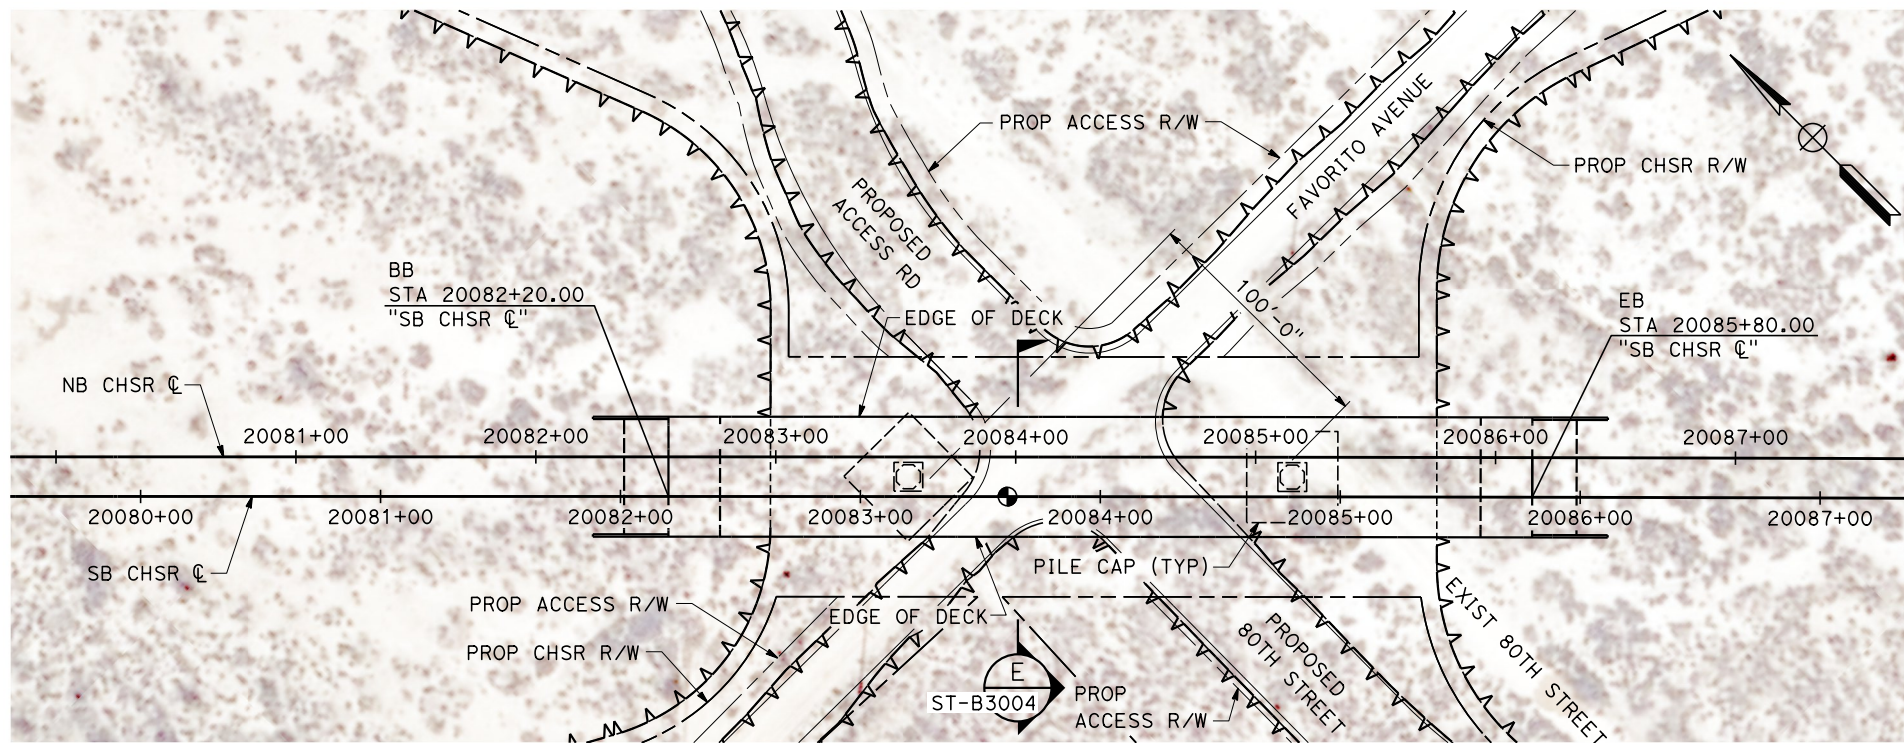 PROP ACCESS R/W
FAVORITO AVENUE
PROP CHSR R/W
PROPOSED
ACCESS RD
BB
STA 20082+20.00
"SB CHSR ℄"
EDGE OF DECK
100'-0"
EB
STA 20085+80.00
"SB CHSR ℄"
NB CHSR ℄
20081+00
20082+00
20083+00
20084+00
20085+00
20086+00
20087+00
20080+00
20081+00
20082+00
20083+00
20084+00
20085+00
20086+00
20087+00
SB CHSR ℄
PILE CAP (TYP)
PROP ACCESS R/W
EDGE OF DECK
PROP CHSR R/W
PROPOSED
80TH STREET
EXIST 80TH STREET
E
ST-B3004
PROP
ACCESS R/W